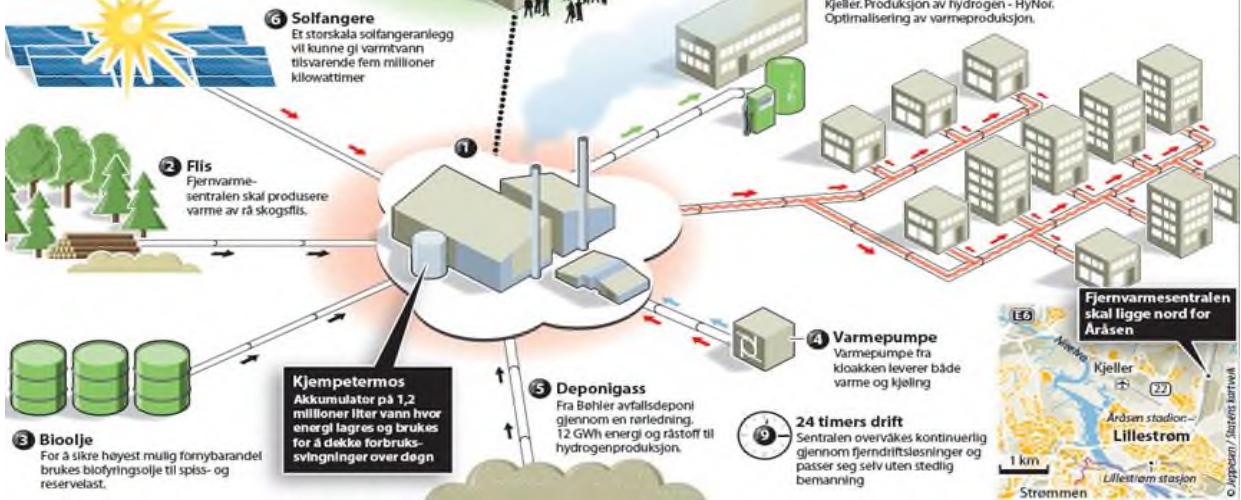 Kjeller. Produksjon av hydrogen - HyNor.
Optimalisering av varmeproduksjon.
6 Solfangere
Et storskala solfangeranlegg
vil kunne gi varmtvann
tilsvarende fem millioner
kilowattimer
1
2 Flis
Fjernvarme-
sentralen skal produsere
varme av rå skogsflis.
3 Bioolje
For å sikre høyest mulig fornybarandel
brukes biofyringsolje til spiss- og
reservelast.
Kjempetermos
Akkumulator på 1,2
millioner liter vann hvor
energi lagres og brukes
for å dekke forbruks-
svingninger over døgn
5 Deponigass
Fra Bøhler avfallsdeponi
gjennom en rørledning.
12 GWh energi og råstoff til
hydrogenproduksjon.
4 Varmepumpe
Varmepumpe fra
kloakken leverer både
varme og kjøling
9
24 timers drift
Sentralen overvåkes kontinuerlig
gjennom fjerndriftsløsninger og
passer seg selv uten stedlig
bemanning
Fjernvarmesentralen
skal ligge nord for
Åråsen
E6
Kjeller
22
Åråsen stadion
Lillestrøm
1 km
Lillestrøm stasjon
Strømmen
© Jeppesen / Statens kartverk